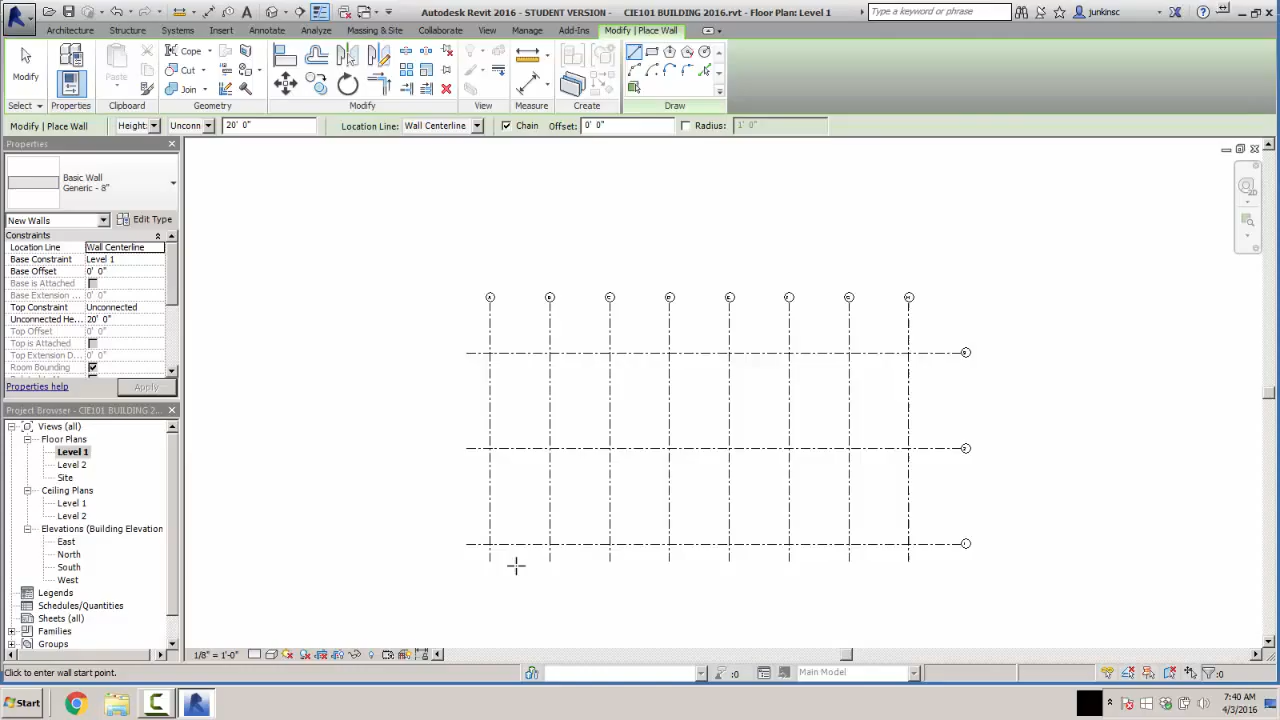 Autodesk Revit 2016 - STUDENT VERSION - CIE101 BUILDING 2016.rvt - Floor Plan: Level 1
Type a keyword or phrase
junkinsc
Architecture Structure Systems Insert Annotate Analyze Massing & Site Collaborate View Manage Add-Ins Modify | Place Wall
Modify
Properties
Paste
Cope
Cut
Join
Select
Properties
Clipboard
Geometry
Modify
View
Measure
Create
Draw
Modify | Place Wall
Height
Unconn
20' 0"
Location Line: Wall Centerline
Chain
Offset: 0' 0"
Radius: 1' 0"
Properties
Basic Wall
Generic - 8"
New Walls
Edit Type
Constraints
Location Line Wall Centerline
Base Constraint Level 1
Base Offset 0' 0"
Base is Attached
Base Extension ... 0' 0"
Top Constraint Unconnected
Unconnected He... 20' 0"
Top Offset 0' 0"
Top is Attached
Top Extension D... 0' 0"
Room Bounding
Properties help
Apply
Project Browser - CIE101 BUILDING 2...
Views (all)
Floor Plans
Level 1
Level 2
Site
Ceiling Plans
Level 1
Level 2
Elevations (Building Elevation
East
North
South
West
Legends
Schedules/Quantities
Sheets (all)
Families
Groups
1/8" = 1'-0"
Click to enter wall start point.
:0
Main Model
:0
Start
7:40 AM
4/3/2016